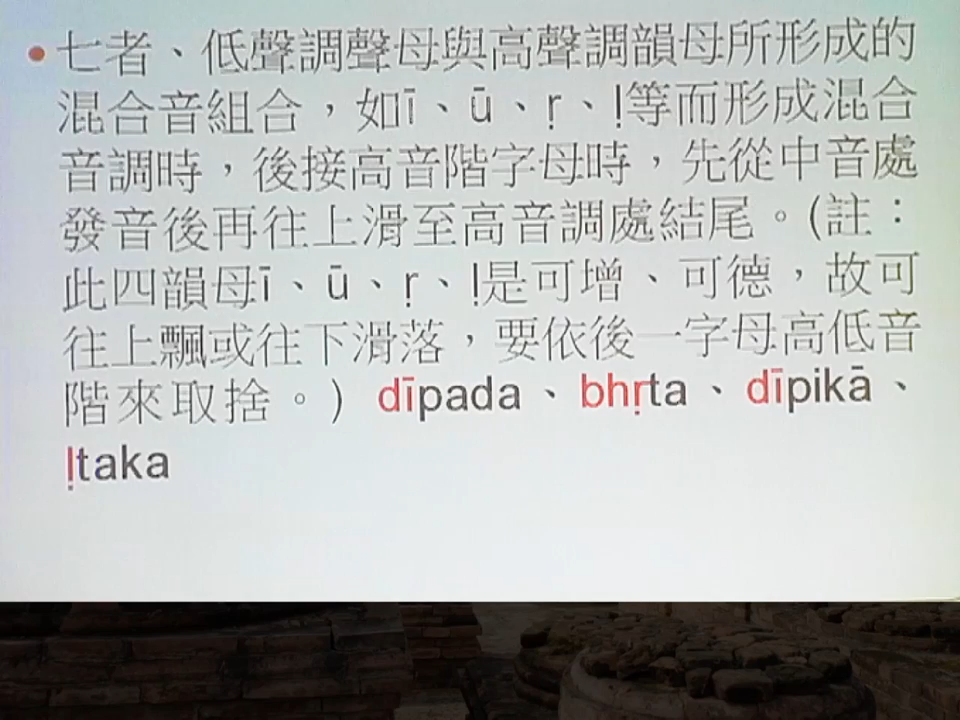 • 七者、低聲調聲母與高聲調韻母所形成的
混合音組合，如ī、ū、ṛ、ḷ等而形成混合
音調時，後接高音階字母時，先從中音處
發音後再往上滑至高音調處結尾。(註：
此四韻母ī、ū、ṛ、ḷ是可增、可德，故可
往上飄或往下滑落，要依後一字母高低音
階來取捨。) dīpada、bhṛta、dīpikā、
ḷtaka